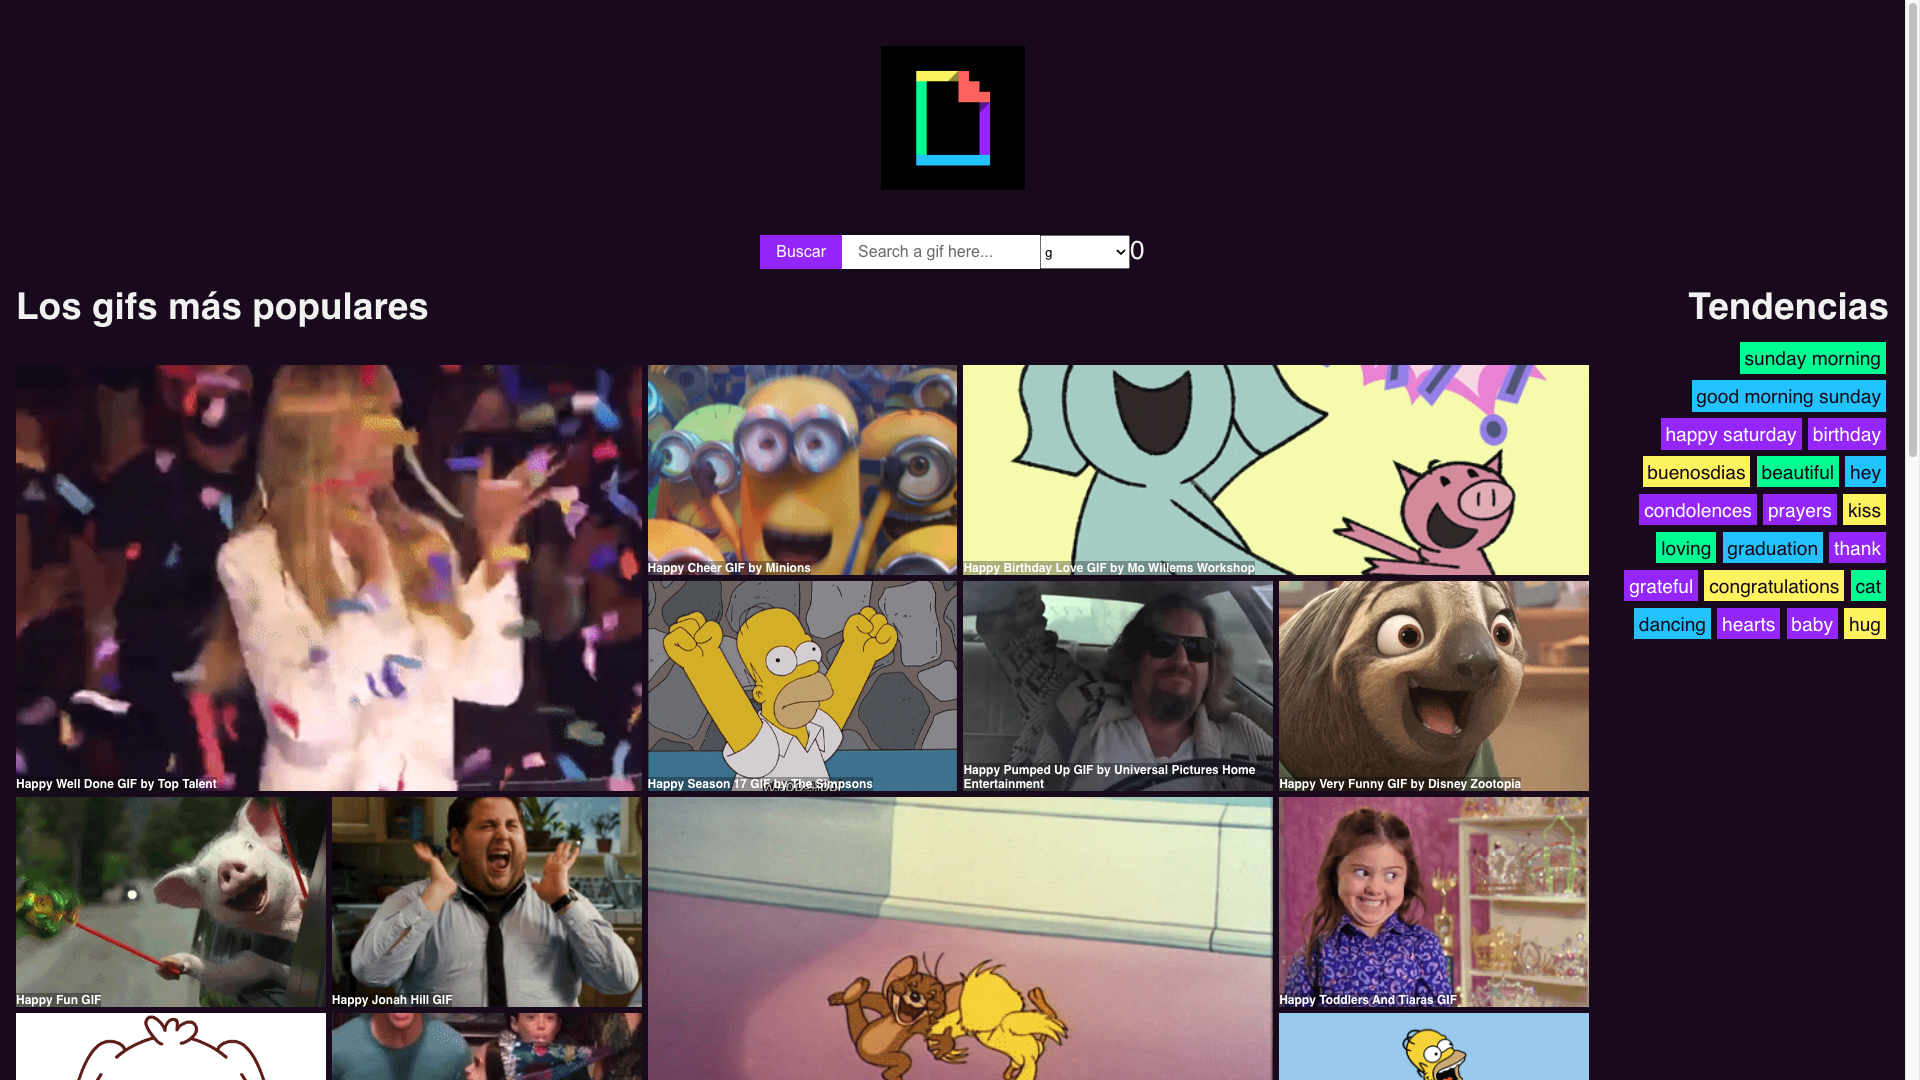 Buscar
Search a gif here...
g
0
Los gifs más populares
Tendencias
sunday morning
good morning sunday
happy saturday birthday
buenosdias beautiful hey
condolences prayers kiss
loving graduation thank
grateful congratulations cat
dancing hearts baby hug
Happy Well Done GIF by Top Talent
Happy Cheer GIF by Minions
Happy Birthday Love GIF by Mo Willems Workshop
Happy Season 17 GIF by The Simpsons
Happy Pumped Up GIF by Universal Pictures Home
Entertainment
Happy Very Funny GIF by Disney Zootopia
Happy Fun GIF
Happy Jonah Hill GIF
Happy Toddlers And Tiaras GIF